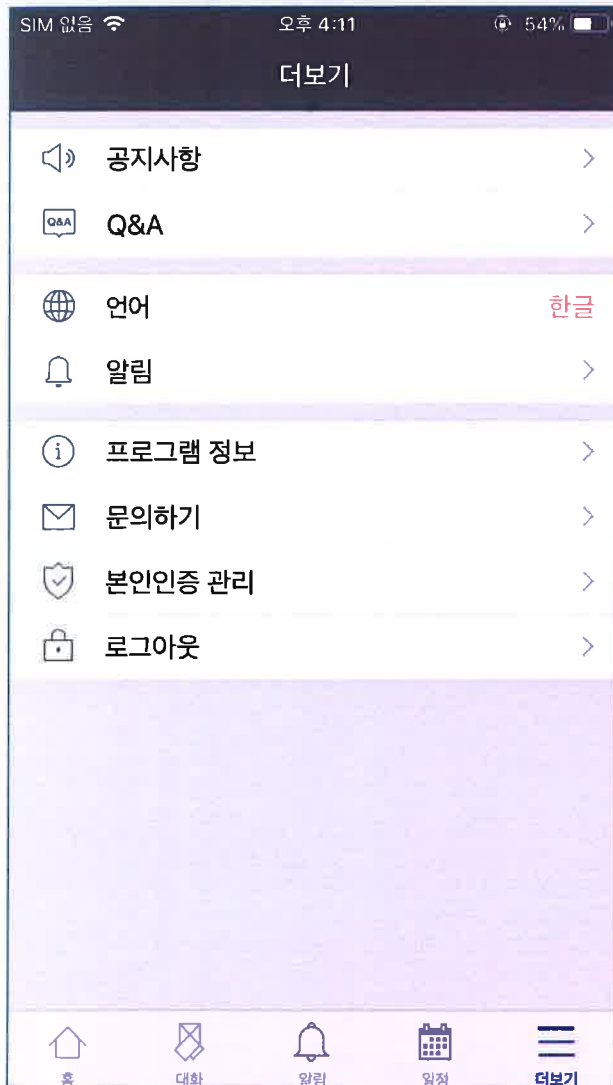 SIM 없음 오후 4:11 54%
더보기
공지사항
Q&A Q&A
언어 한글
알림
프로그램 정보
문의하기
본인인증 관리
로그아웃
홈 대화 알림 일정 더보기